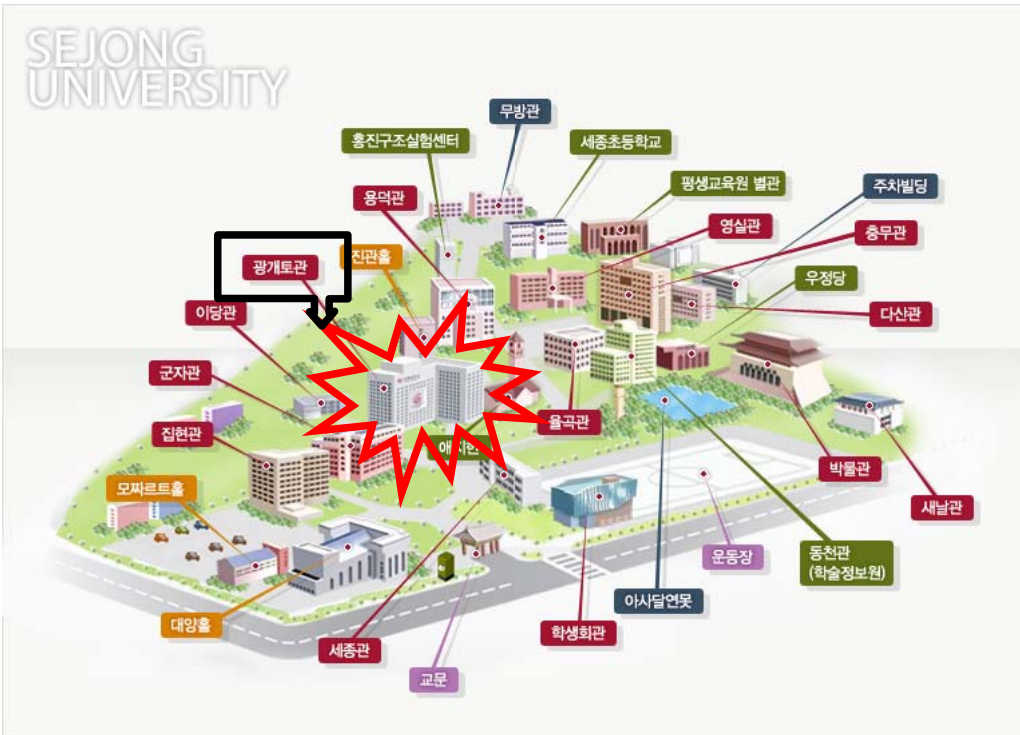 SEJONG
UNIVERSITY
무방관
홍진구조실험센터
세종초등학교
평생교육원 별관
주차빌딩
용덕관
영실관
충무관
진관홀
광개토관
우정당
이당관
다산관
군자관
율곡관
집현관
애지헌
박물관
모짜르트홀
새날관
운동장
동천관
(학술정보원)
아사달연못
대양홀
학생회관
세종관
교문